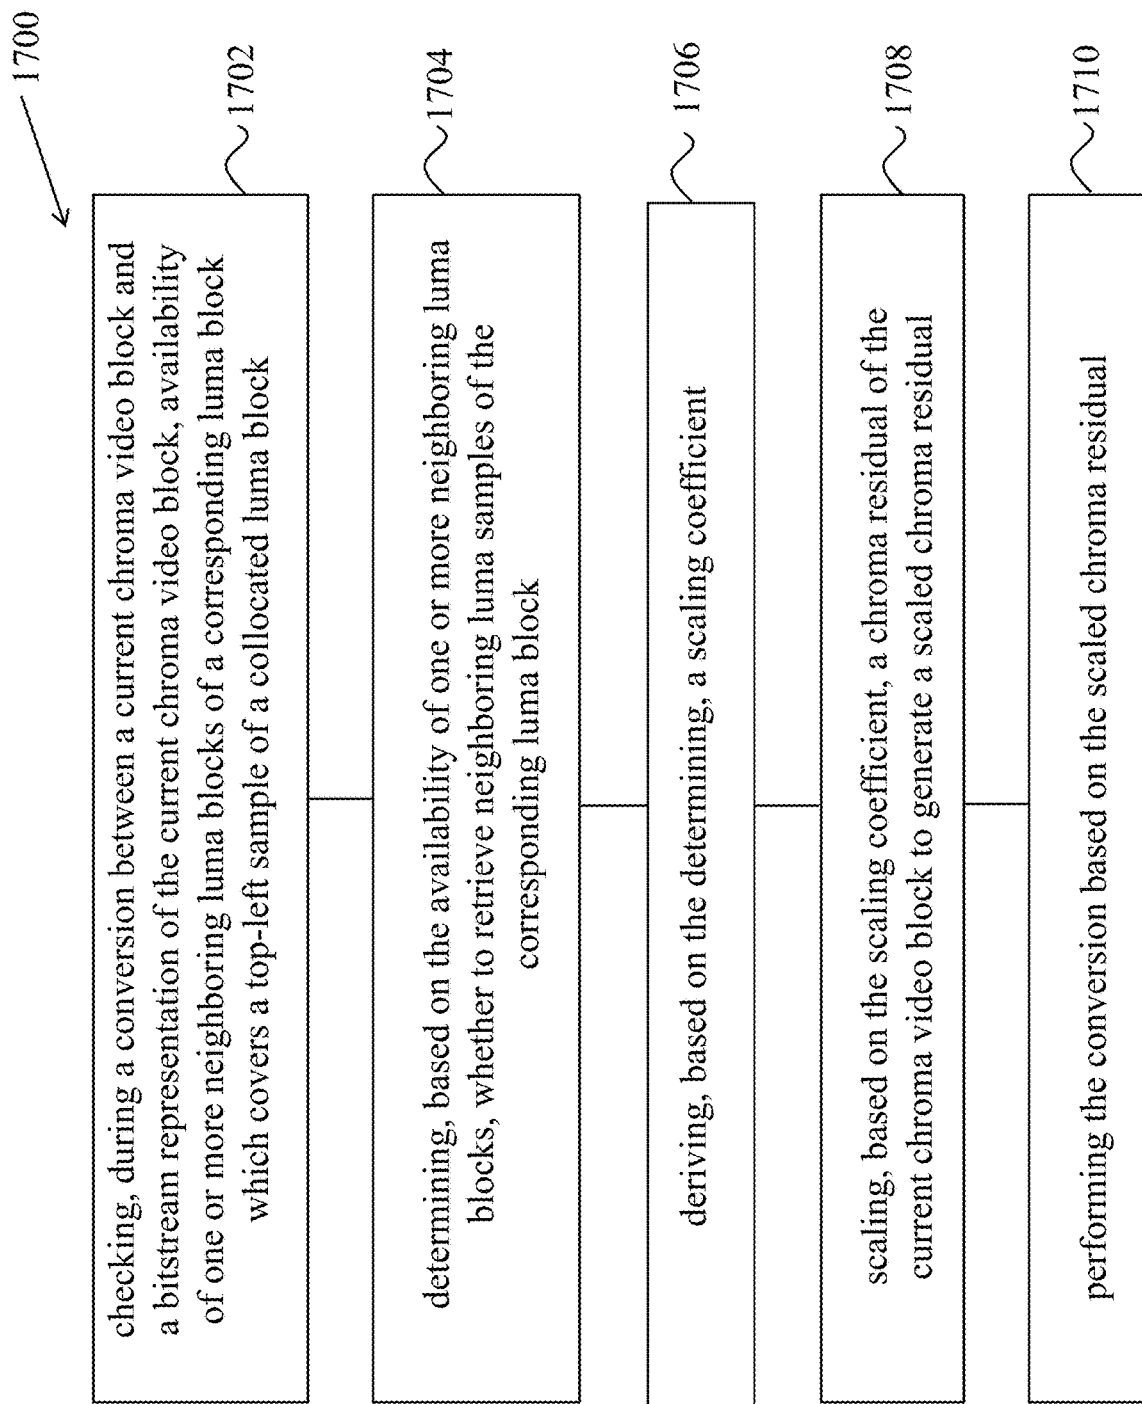 1700
checking, during a conversion between a current chroma video block and
a bitstream representation of the current chroma video block, availability
of one or more neighboring luma blocks of a corresponding luma block
which covers a top-left sample of a collocated luma block
1702
determining, based on the availability of one or more neighboring luma
blocks, whether to retrieve neighboring luma samples of the
corresponding luma block
1704
deriving, based on the determining, a scaling coefficient
1706
scaling, based on the scaling coefficient, a chroma residual of the
current chroma video block to generate a scaled chroma residual
1708
performing the conversion based on the scaled chroma residual
1710